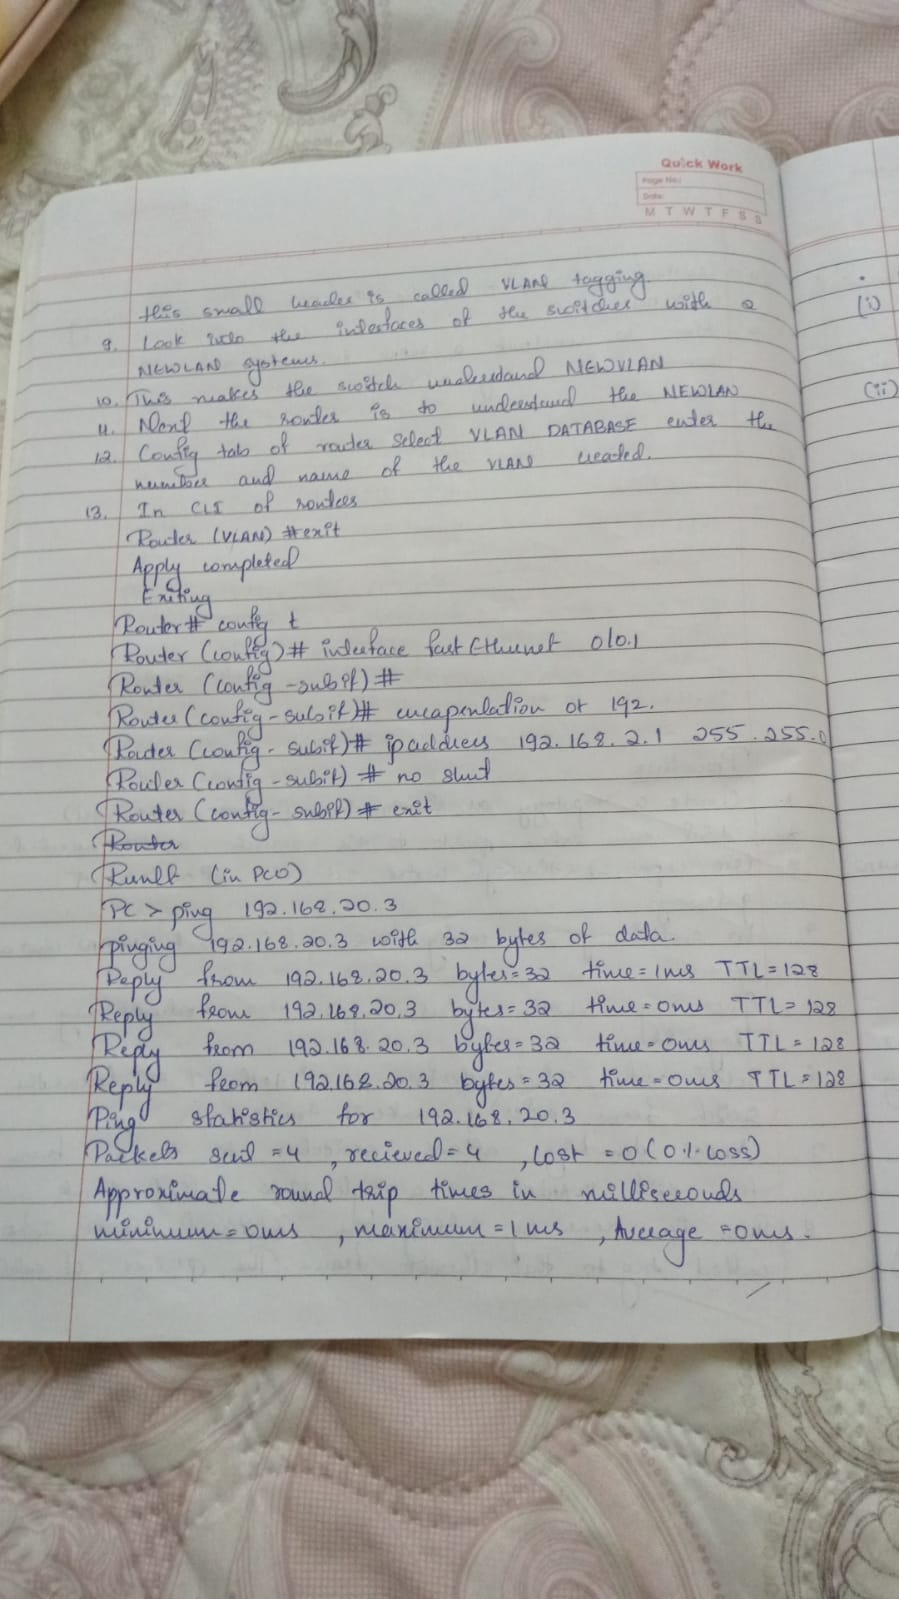 Quick Work
Page No.:
Date:
M T W T F S S
this small header is called VLAN tagging.
9. Look into the interfaces of the switches with a
NEWLAN systems.
10. This makes the switch understand NEWVLAN
11. Next the router is to understand the NEWLAN
12. Config tab of router select VLAN DATABASE enter the
number and name of the VLAN created.
13. In CLI of routers
Router (VLAN) #exit
Apply completed
Exiting
Router# config t
Router (config)# interface fast Ethernet 0/0.1
Router (config-subif)#
Router (config-subif)# encapsulation ot 192.
Router (config-subif)# ip address 192.168.2.1 255.255.0
Router (config-subif) # no shut
Router (config-subif) # exit
Router
(in PC0)
PC > ping 192.168.20.3
pinging 192.168.20.3 with 32 bytes of data.
Reply from 192.168.20.3 bytes=32 time=1ms TTL=128
Reply from 192.168.20.3 bytes=32 time=0ms TTL=128
Reply from 192.168.20.3 bytes=32 time=0ms TTL=128
Reply from 192.168.20.3 bytes=32 time=0ms TTL=128
Ping statistics for 192.168.20.3
Packets send =4, recieved=4, Lost =0 (0% Loss)
Approximate round trip times in milliseconds
minimum=0ms, maximum=1ms, Average=0ms.
(i)
(ii)